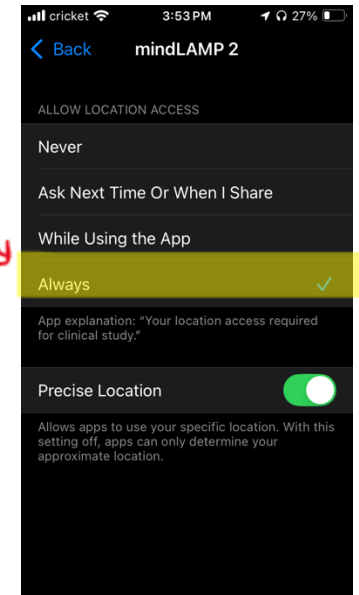 cricket 3:53 PM 27%
Back mindLAMP 2
ALLOW LOCATION ACCESS
Never
Ask Next Time Or When I Share
While Using the App
Always
App explanation: “Your location access required
for clinical study.”
Precise Location
Allows apps to use your specific location. With this
setting off, apps can only determine your
approximate location.